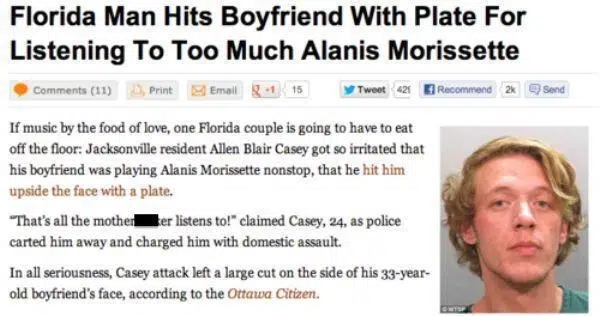 Florida Man Hits Boyfriend With Plate For
Listening To Too Much Alanis Morissette
Comments (11) Print Email +1 15 Tweet 42 Recommend 2k Send
If music by the food of love, one Florida couple is going to have to eat
off the floor: Jacksonville resident Allen Blair Casey got so irritated that
his boyfriend was playing Alanis Morissette nonstop, that he hit him
upside the face with a plate.
"That's all the mother er listens to!" claimed Casey, 24, as police
carted him away and charged him with domestic assault.
In all seriousness, Casey attack left a large cut on the side of his 33-year-
old boyfriend's face, according to the Ottawa Citizen.